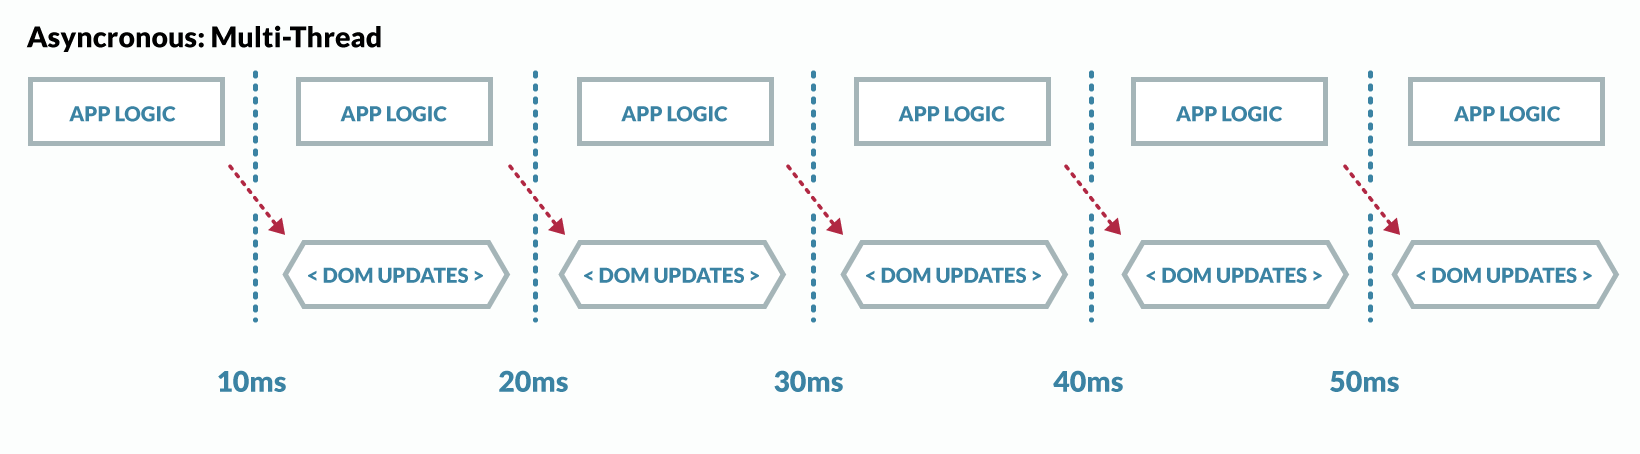 Asyncronous: Multi-Thread
APP LOGIC APP LOGIC APP LOGIC APP LOGIC APP LOGIC APP LOGIC
< DOM UPDATES > < DOM UPDATES > < DOM UPDATES > < DOM UPDATES > < DOM UPDATES >
10ms 20ms 30ms 40ms 50ms